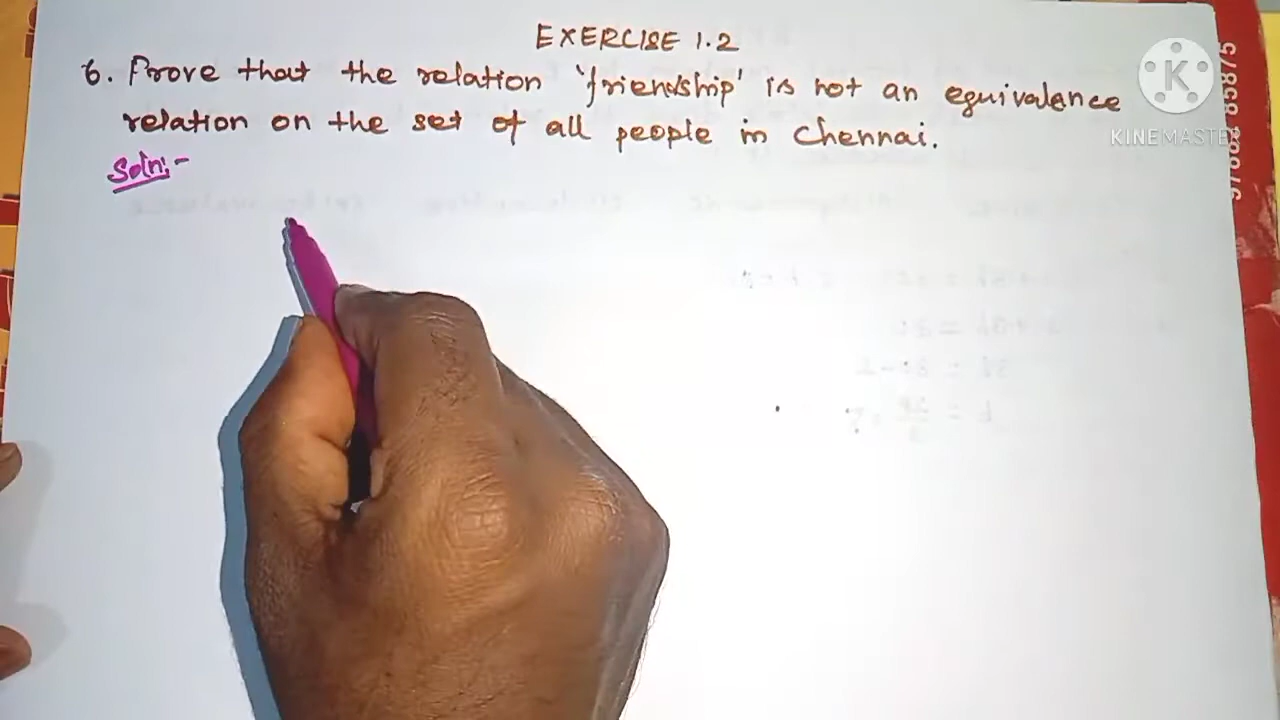 EXERCISE 1.2
6. Prove that the relation 'friendship' is not an equivalence
relation on the set of all people in Chennai.
Soln:-
K
KINEMASTER